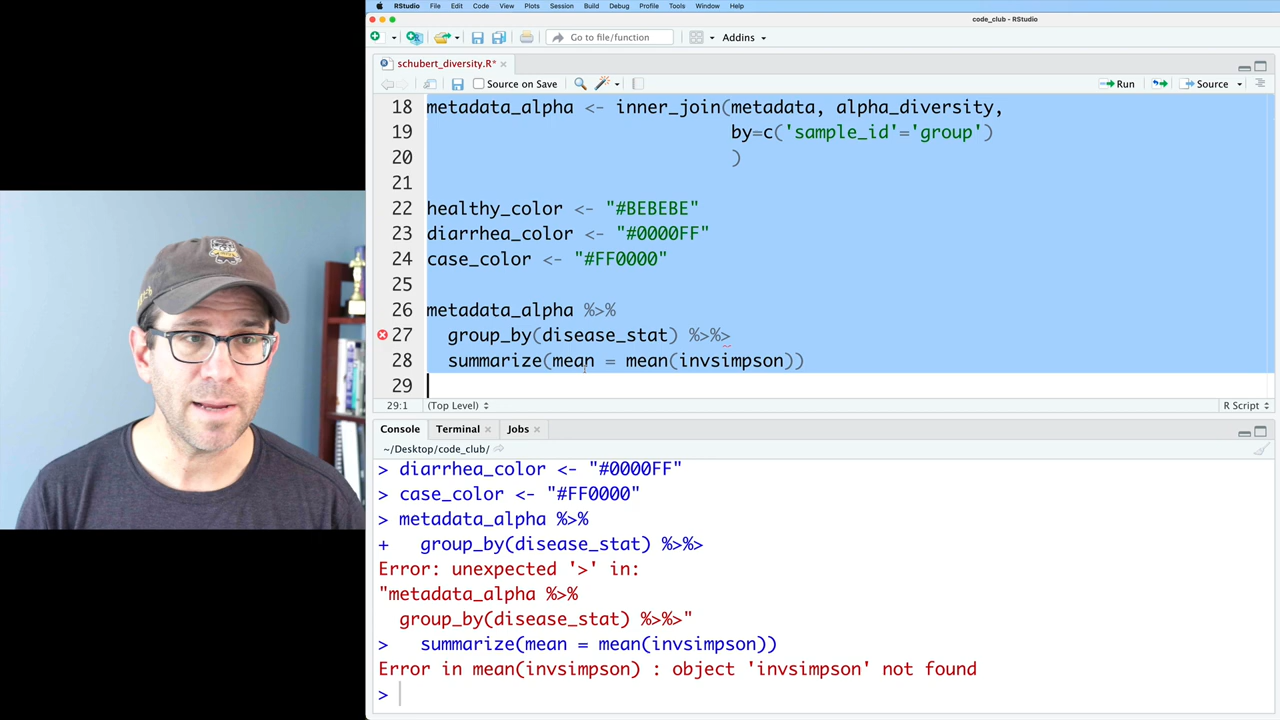 RStudio File Edit Code View Plots Session Build Debug Profile Tools Window Help
code_club - RStudio
Go to file/function Addins
schubert_diversity.R*
Source on Save Run Source
18 metadata_alpha <- inner_join(metadata, alpha_diversity,
19 by=c('sample_id'='group')
20 )
21
22 healthy_color <- "#BEBEBE"
23 diarrhea_color <- "#0000FF"
24 case_color <- "#FF0000"
25
26 metadata_alpha %>%
27 group_by(disease_stat) %>%>
28 summarize(mean = mean(invsimpson))
29
29:1 (Top Level) R Script
Console Terminal Jobs
~/Desktop/code_club/
> diarrhea_color <- "#0000FF"
> case_color <- "#FF0000"
> metadata_alpha %>%
+ group_by(disease_stat) %>%>
Error: unexpected '>' in:
"metadata_alpha %>%
group_by(disease_stat) %>%>"
> summarize(mean = mean(invsimpson))
Error in mean(invsimpson) : object 'invsimpson' not found
>